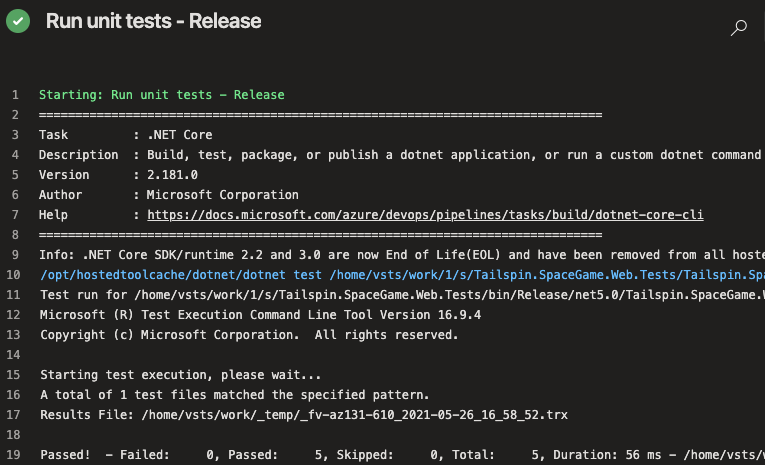 Run unit tests - Release
1 Starting: Run unit tests - Release
2 ==============================================================================
3 Task         : .NET Core
4 Description  : Build, test, package, or publish a dotnet application, or run a custom dotnet command
5 Version      : 2.181.0
6 Author       : Microsoft Corporation
7 Help         : https://docs.microsoft.com/azure/devops/pipelines/tasks/build/dotnet-core-cli
8 ==============================================================================
9 Info: .NET Core SDK/runtime 2.2 and 3.0 are now End of Life(EOL) and have been removed from all hoste
10 /opt/hostedtoolcache/dotnet/dotnet test /home/vsts/work/1/s/Tailspin.SpaceGame.Web.Tests/Tailspin.Spa
11 Test run for /home/vsts/work/1/s/Tailspin.SpaceGame.Web.Tests/bin/Release/net5.0/Tailspin.SpaceGame.W
12 Microsoft (R) Test Execution Command Line Tool Version 16.9.4
13 Copyright (c) Microsoft Corporation.  All rights reserved.
14
15 Starting test execution, please wait...
16 A total of 1 test files matched the specified pattern.
17 Results File: /home/vsts/work/_temp/_fv-az131-610_2021-05-26_16_58_52.trx
18
19 Passed!  - Failed:     0, Passed:     5, Skipped:     0, Total:     5, Duration: 56 ms - /home/vsts/w